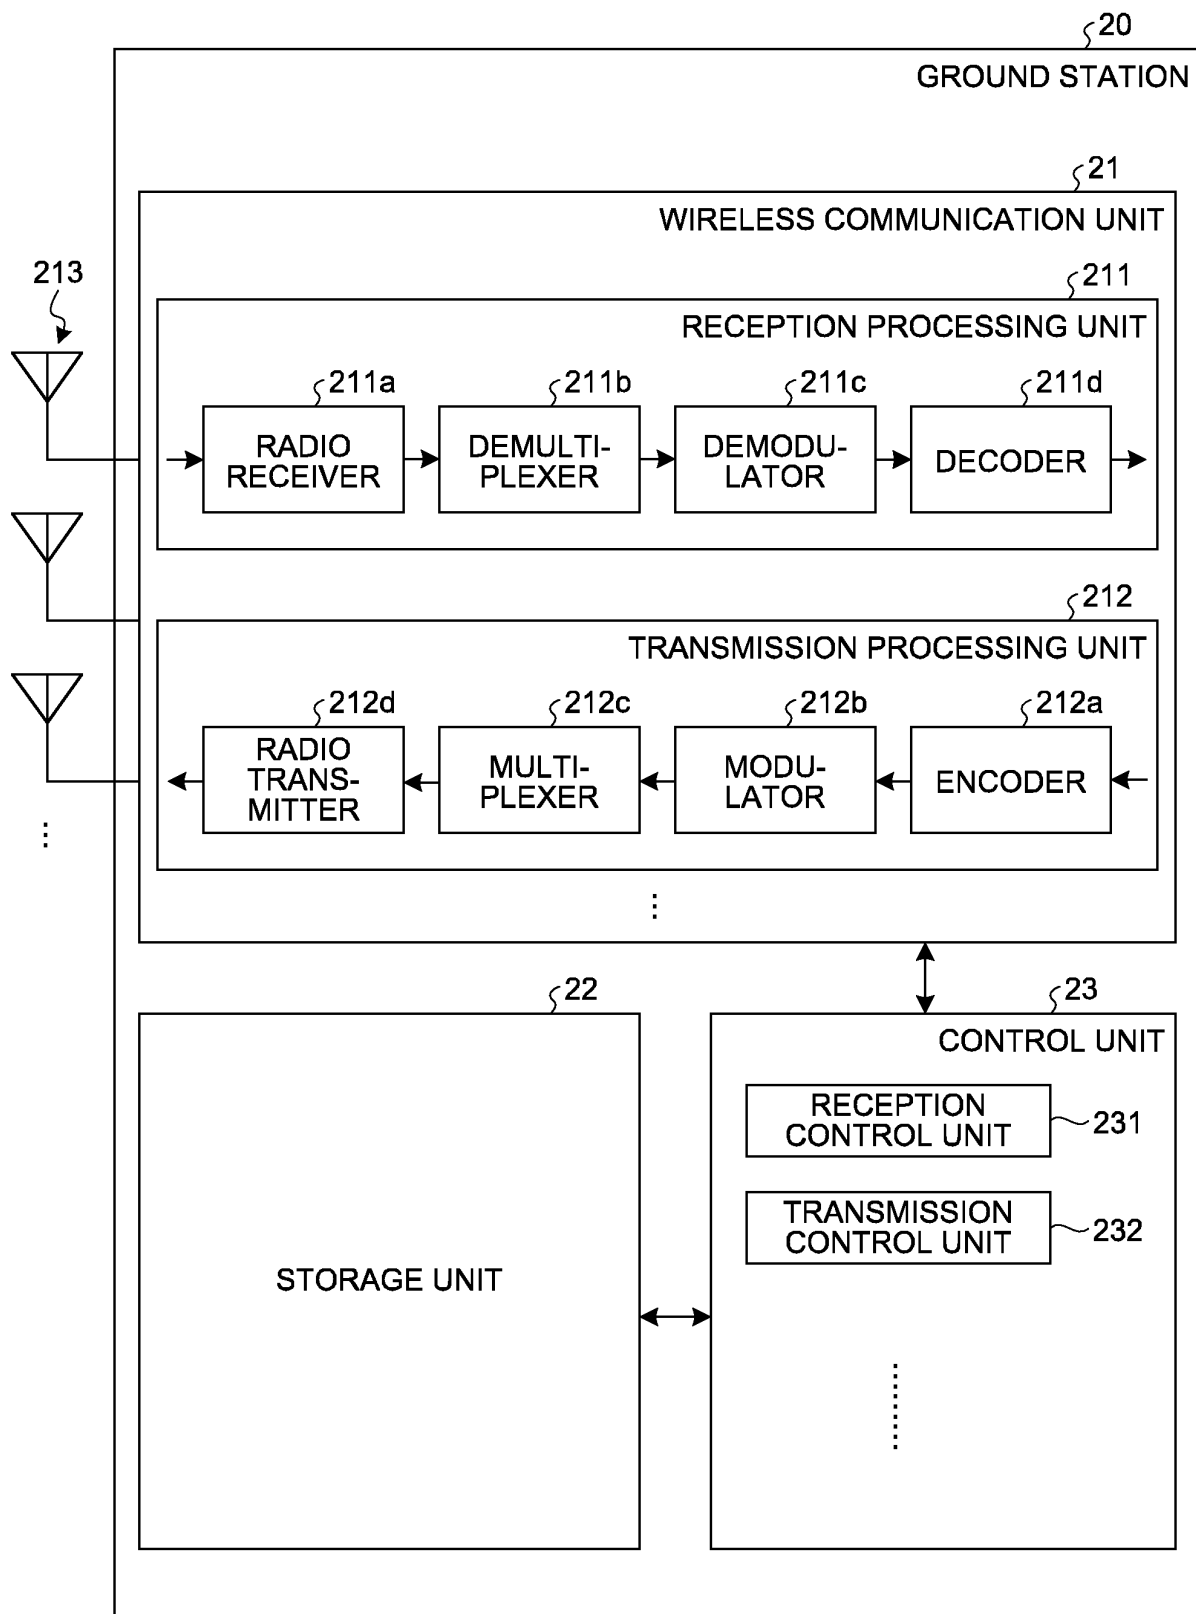 20
GROUND STATION
21
WIRELESS COMMUNICATION UNIT
213
211
RECEPTION PROCESSING UNIT
211a
211b
211c
211d
RADIO
RECEIVER
DEMULTI-
PLEXER
DEMODU-
LATOR
DECODER
212
TRANSMISSION PROCESSING UNIT
212d
212c
212b
212a
RADIO
TRANS-
MITTER
MULTI-
PLEXER
MODU-
LATOR
ENCODER
22
STORAGE UNIT
23
CONTROL UNIT
RECEPTION
CONTROL UNIT
231
TRANSMISSION
CONTROL UNIT
232